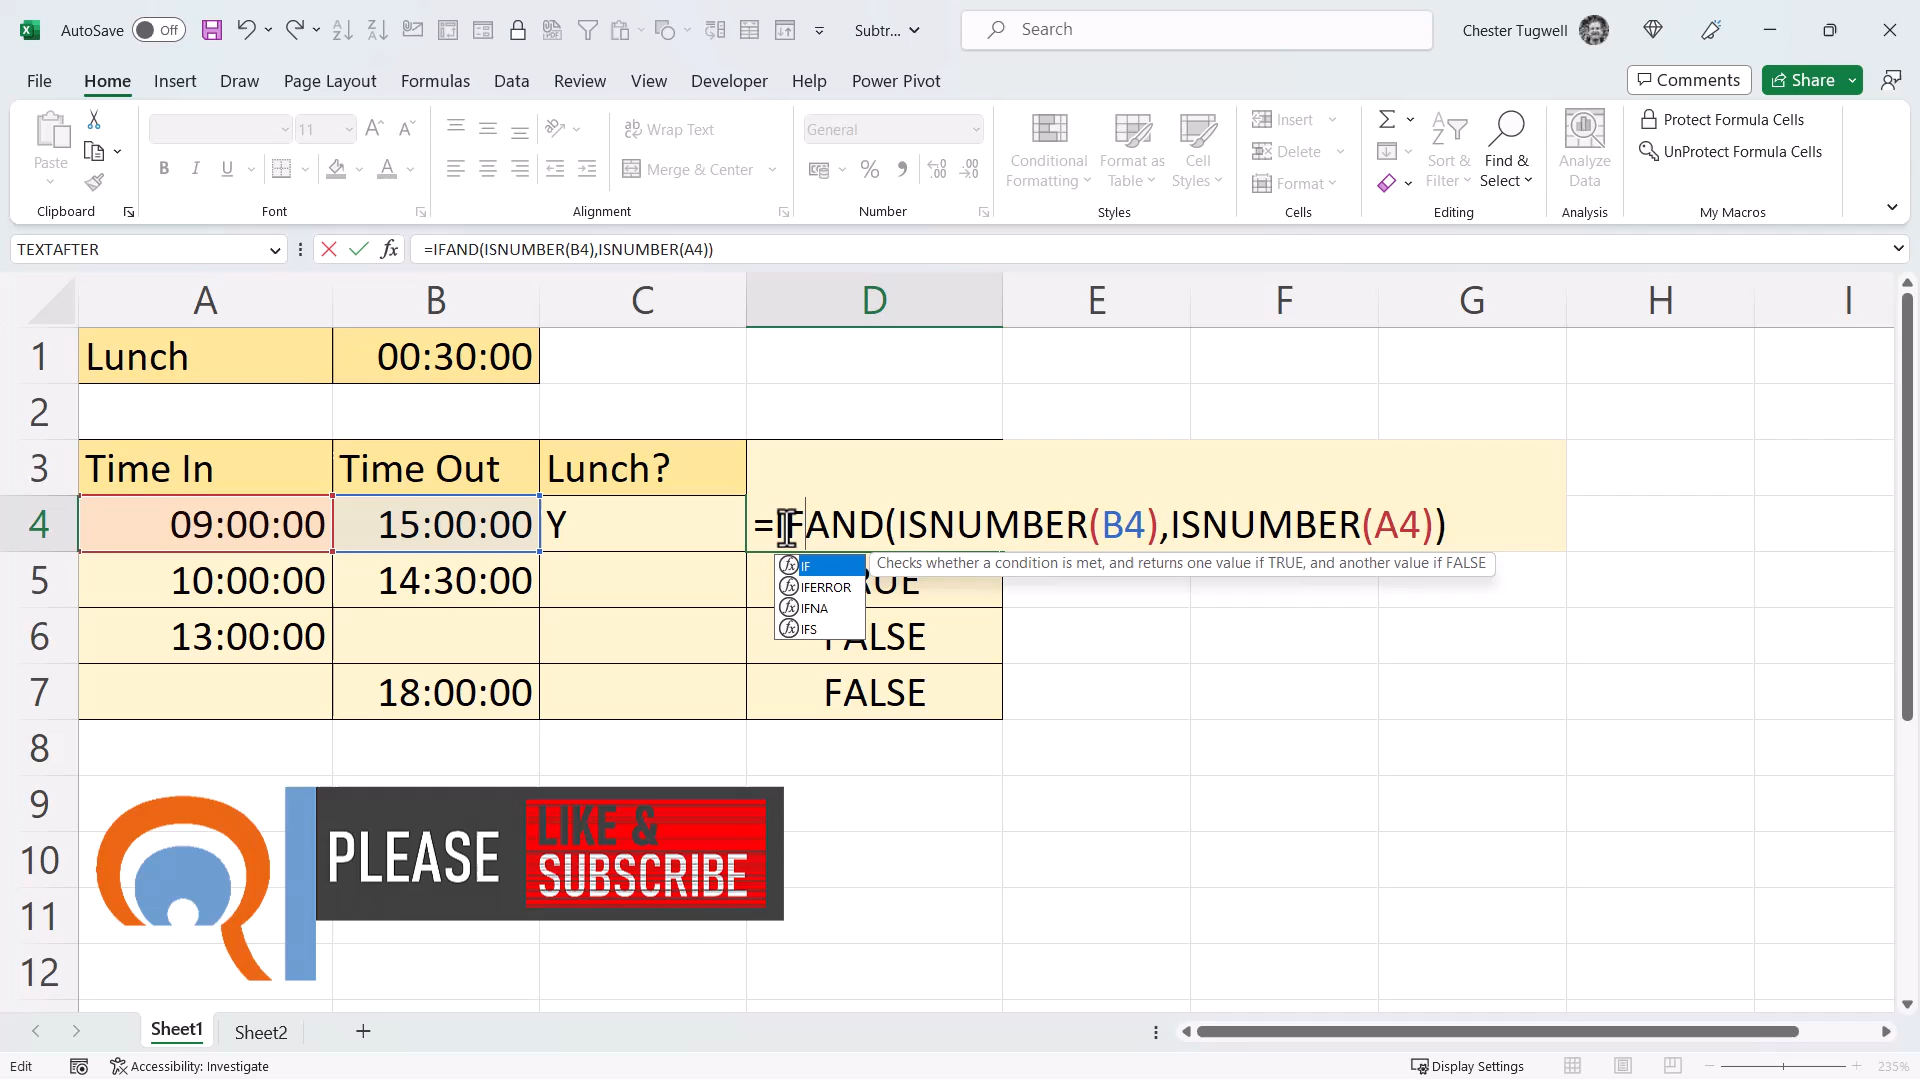 AutoSave Off Subtr... Search Chester Tugwell
File Home Insert Draw Page Layout Formulas Data Review View Developer Help Power Pivot Comments Share
Paste 11 Wrap Text General Conditional Format as Cell Insert Sort & Find & Analyze Protect Formula Cells
B I U Merge & Center % Formatting Table Styles Delete Filter Select Data UnProtect Formula Cells
Format
Clipboard Font Alignment Number Styles Cells Editing Analysis My Macros
TEXTAFTER fx =IFAND(ISNUMBER(B4),ISNUMBER(A4))
A B C D E F G H I
1 Lunch 00:30:00
2
3 Time In Time Out Lunch?
4 09:00:00 15:00:00 Y =IFAND(ISNUMBER(B4),ISNUMBER(A4))
IF Checks whether a condition is met, and returns one value if TRUE, and another value if FALSE
5 10:00:00 14:30:00
IFERROR
IFNA
IFS
6 13:00:00 FALSE
7 18:00:00 FALSE
8
9
10
11
12
PLEASE LIKE &
SUBSCRIBE
Sheet1 Sheet2
Edit Accessibility: Investigate Display Settings 235%